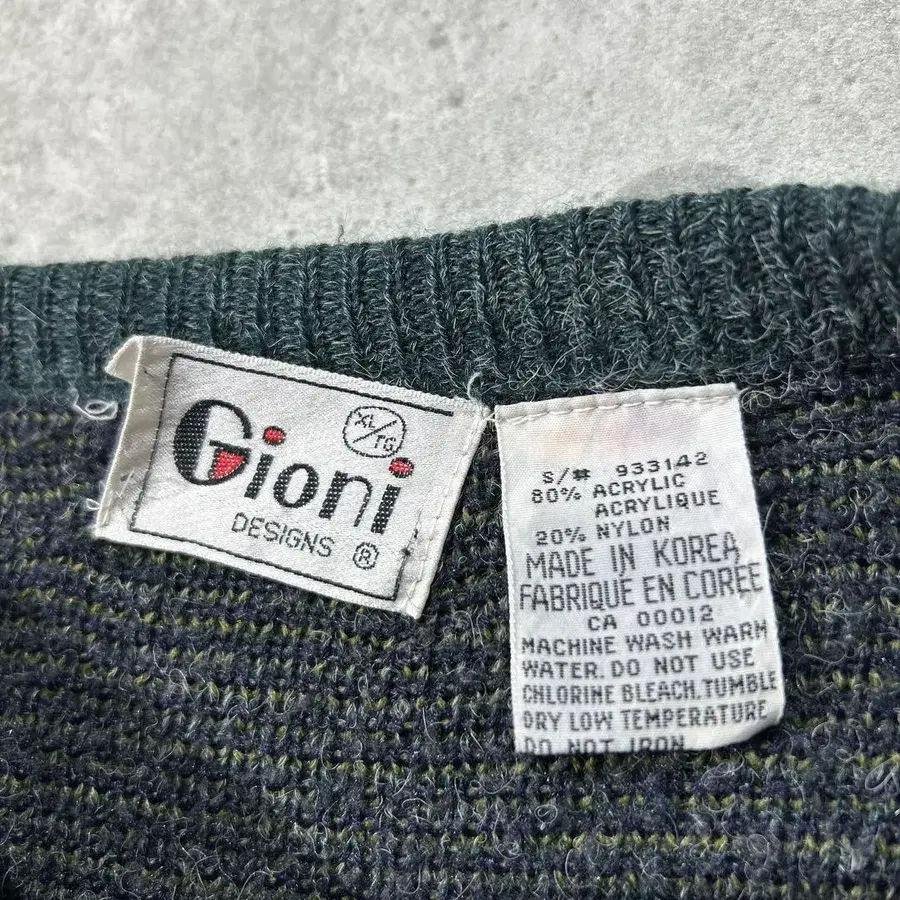 XL/TG
Gioni
DESIGNS ®
S/# 933142
80% ACRYLIC
ACRYLIQUE
20% NYLON
MADE IN KOREA
FABRIQUE EN COREE
CA 00012
MACHINE WASH WARM
WATER. DO NOT USE
CHLORINE BLEACH. TUMBLE
DRY LOW TEMPERATURE
DO NOT IRON